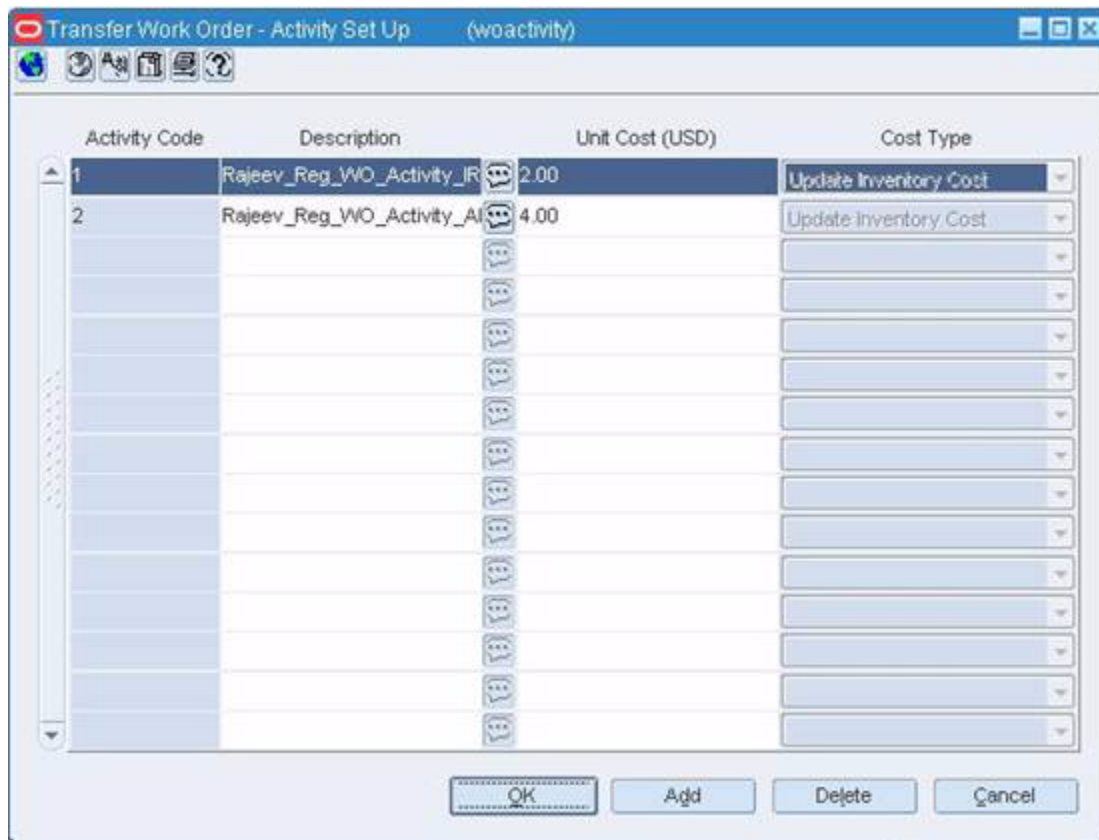 Transfer Work Order - Activity Set Up (woactivity)
Activity Code Description Unit Cost (USD) Cost Type
1 Rajeev_Reg_WO_Activity_IR 2.00 Update Inventory Cost
2 Rajeev_Reg_WO_Activity_A 4.00 Update Inventory Cost
OK Add Delete Cancel